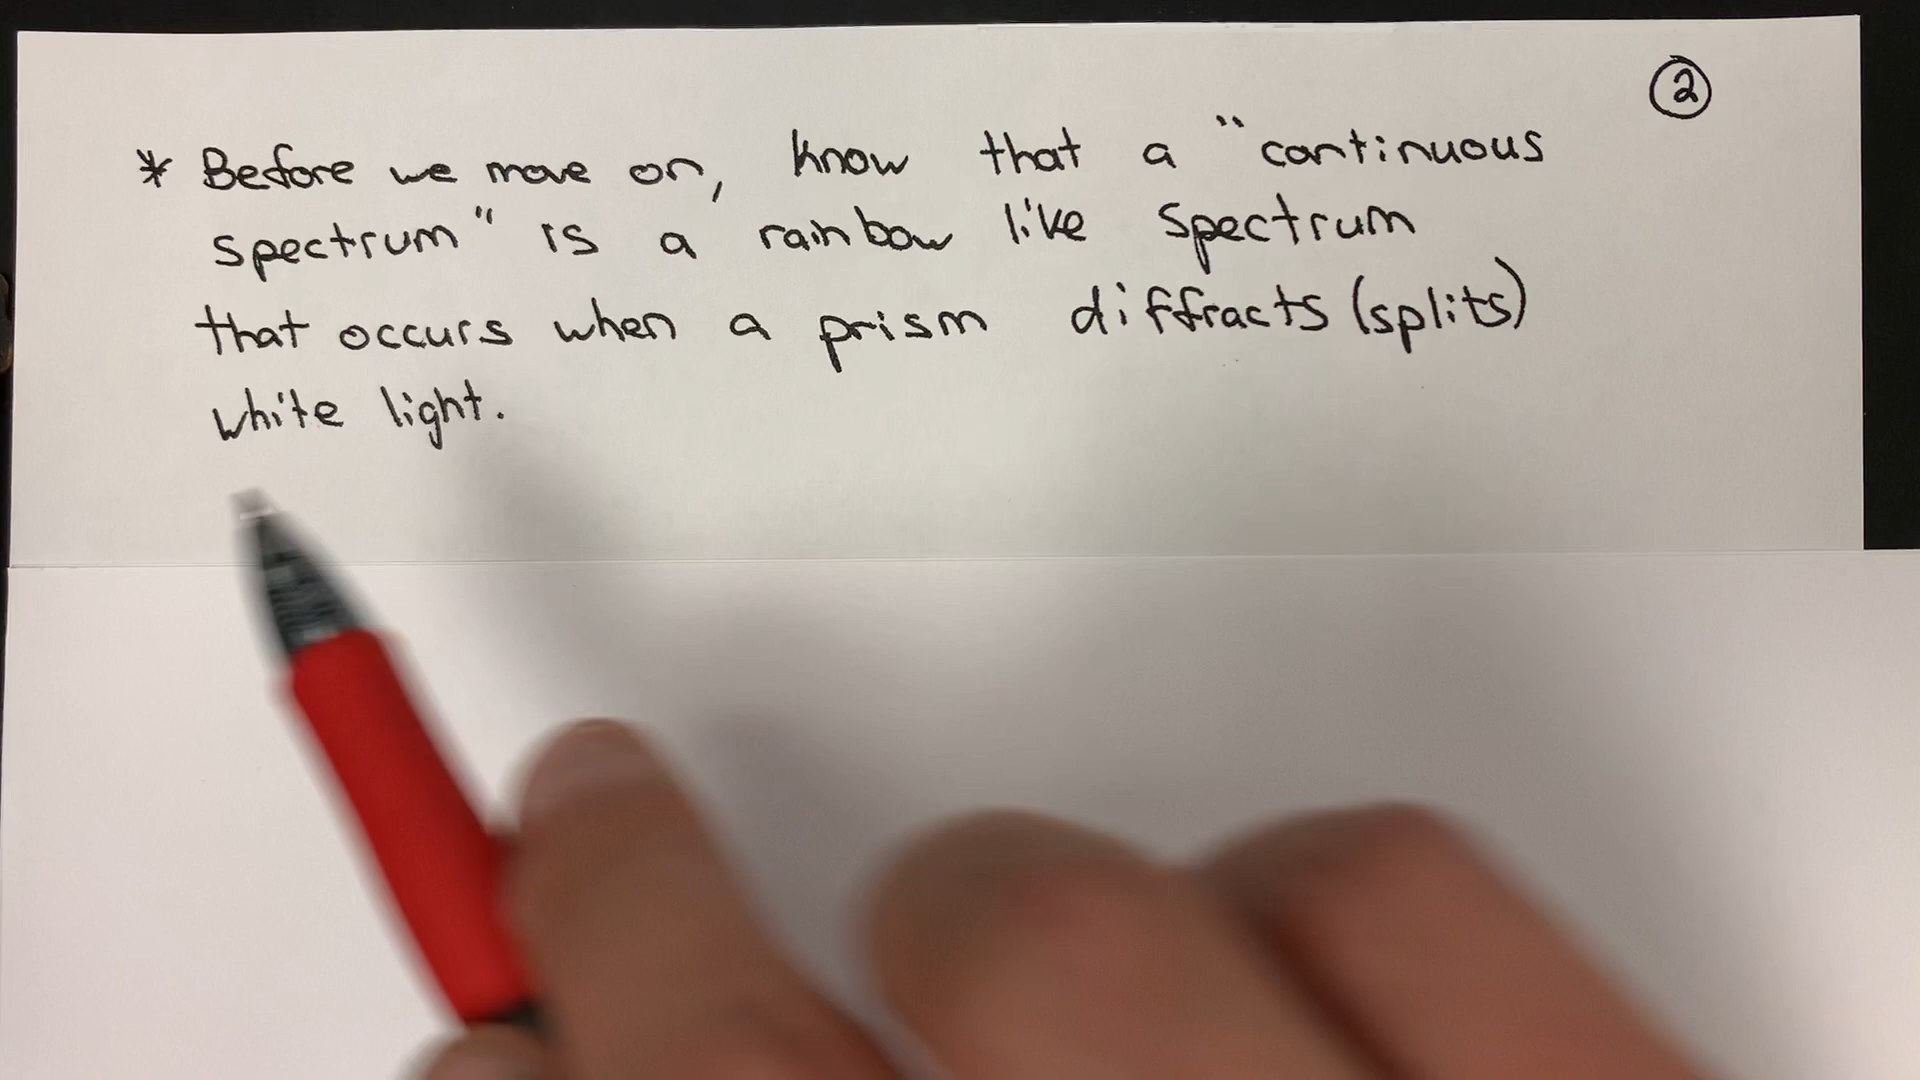 2
* Before we move on, know that a "continuous
spectrum" is a rainbow like spectrum
that occurs when a prism diffracts (splits)
white light.